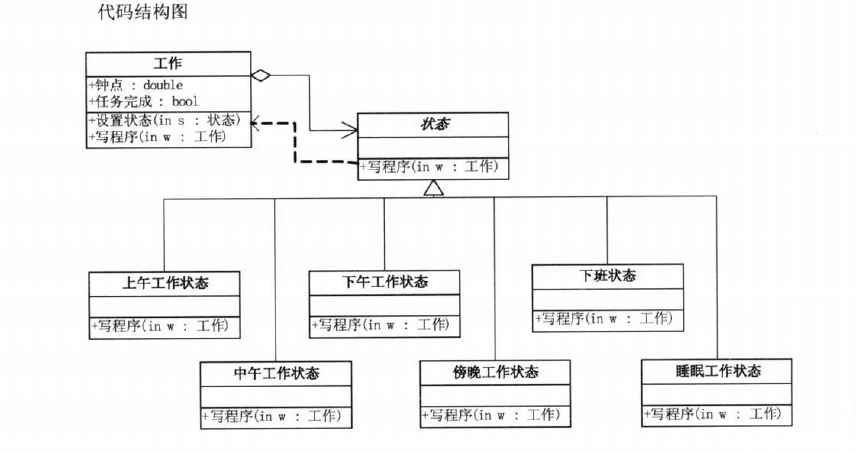 代码结构图
工作
+钟点 : double
+任务完成 : bool
+设置状态(in s : 状态)
+写程序(in w : 工作)
状态
+写程序(in w : 工作)
上午工作状态
+写程序(in w : 工作)
下午工作状态
+写程序(in w : 工作)
下班状态
+写程序(in w : 工作)
中午工作状态
+写程序(in w : 工作)
傍晚工作状态
+写程序(in w : 工作)
睡眠工作状态
+写程序(in w : 工作)